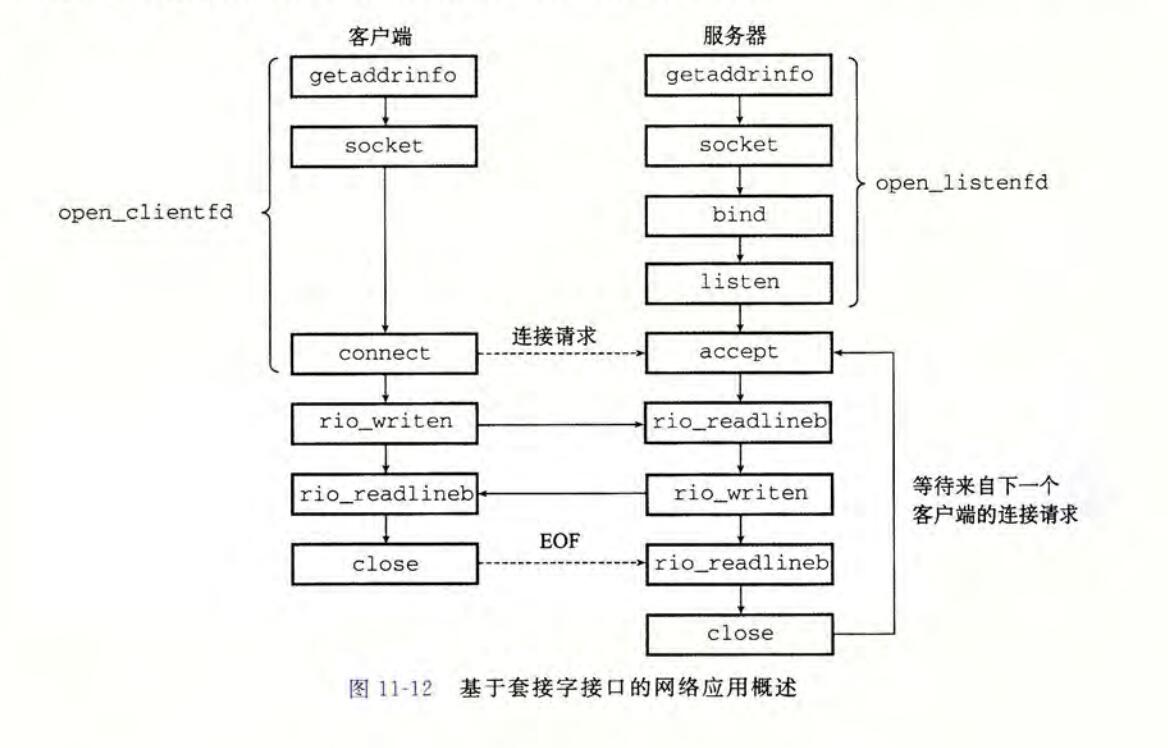 客户端
服务器
getaddrinfo
getaddrinfo
socket
socket
open_clientfd
open_listenfd
bind
listen
连接请求
connect
accept
rio_writen
rio_readlineb
rio_readlineb
rio_writen
等待来自下一个
客户端的连接请求
EOF
close
rio_readlineb
close
图 11-12 基于套接字接口的网络应用概述